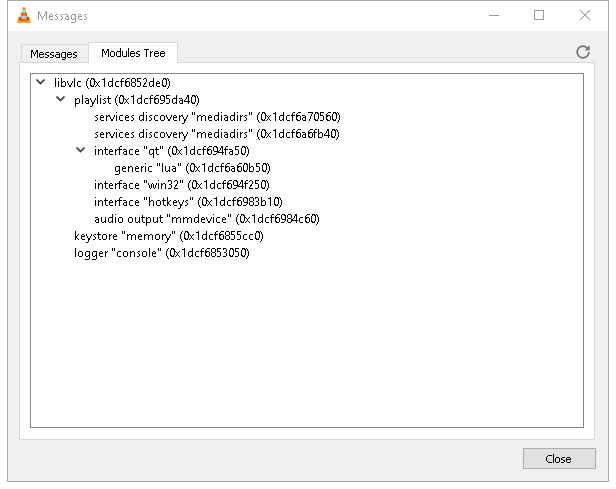 Messages
Messages
Modules Tree
libvlc (0x1dcf6852de0)
playlist (0x1dcf695da40)
services discovery "mediadirs" (0x1dcf6a70560)
services discovery "mediadirs" (0x1dcf6a6fb40)
interface "qt" (0x1dcf694fa50)
generic "lua" (0x1dcf6a60b50)
interface "win32" (0x1dcf694f250)
interface "hotkeys" (0x1dcf6983b10)
audio output "mmdevice" (0x1dcf6984c60)
keystore "memory" (0x1dcf6855cc0)
logger "console" (0x1dcf6853050)
Close